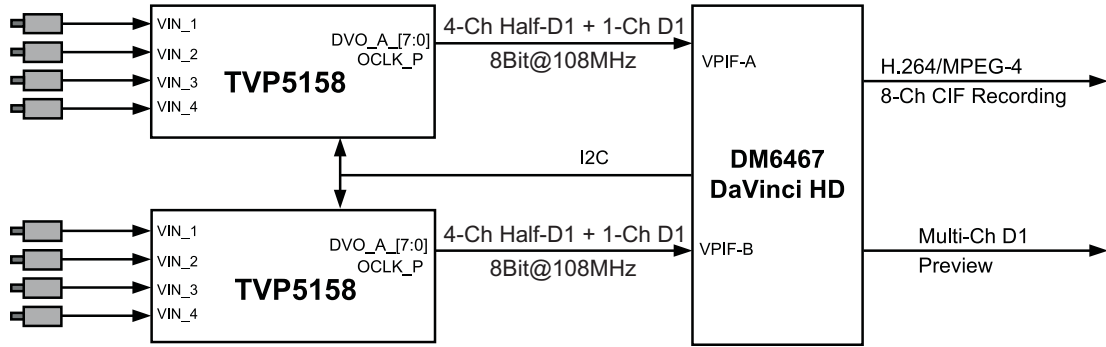 VIN_1
VIN_2
VIN_3
VIN_4
DVO_A_[7:0]
OCLK_P
TVP5158
4-Ch Half-D1 + 1-Ch D1
8Bit@108MHz
VPIF-A
H.264/MPEG-4
8-Ch CIF Recording
I2C
DM6467
DaVinci HD
VIN_1
VIN_2
VIN_3
VIN_4
DVO_A_[7:0]
OCLK_P
TVP5158
4-Ch Half-D1 + 1-Ch D1
8Bit@108MHz
VPIF-B
Multi-Ch D1
Preview